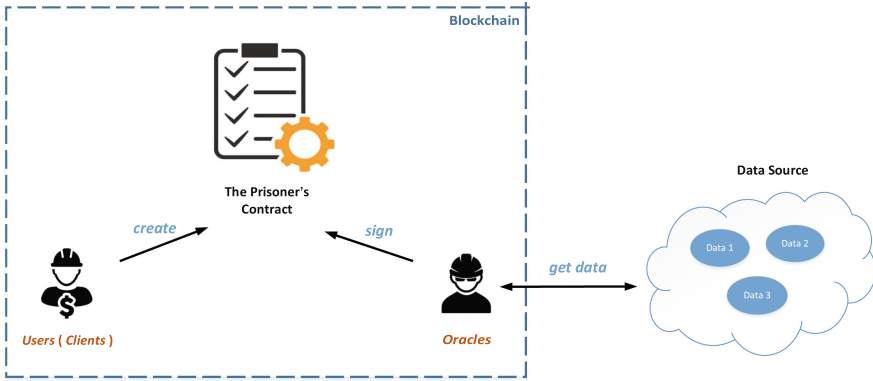 Blockchain
The Prisoner's
Contract
Data Source
create
sign
Data 1
Data 2
get data
Data 3
Users ( Clients )
Oracles